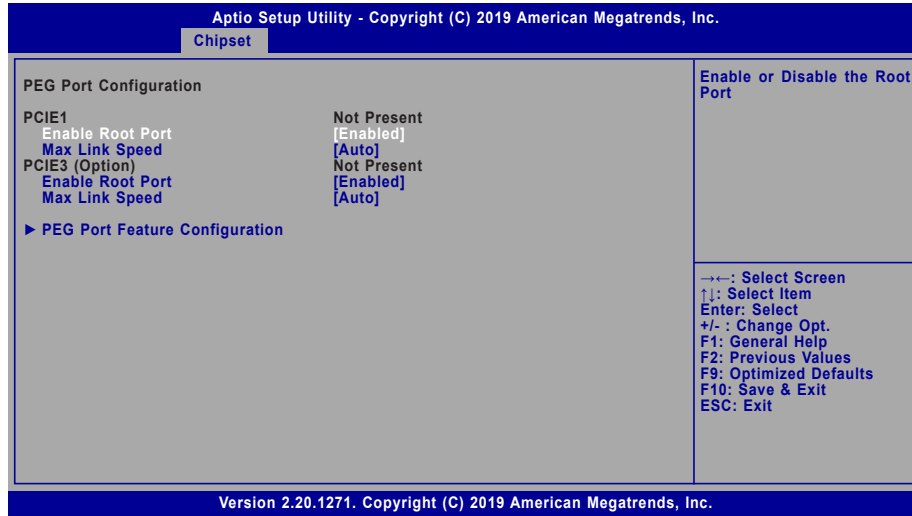 Aptio Setup Utility - Copyright (C) 2019 American Megatrends, Inc.
Chipset
PEG Port Configuration
PCIE1 Not Present
Enable Root Port [Enabled]
Max Link Speed [Auto]
PCIE3 (Option) Not Present
Enable Root Port [Enabled]
Max Link Speed [Auto]
► PEG Port Feature Configuration
Enable or Disable the Root
Port
→←: Select Screen
↑↓: Select Item
Enter: Select
+/- : Change Opt.
F1: General Help
F2: Previous Values
F9: Optimized Defaults
F10: Save & Exit
ESC: Exit
Version 2.20.1271. Copyright (C) 2019 American Megatrends, Inc.